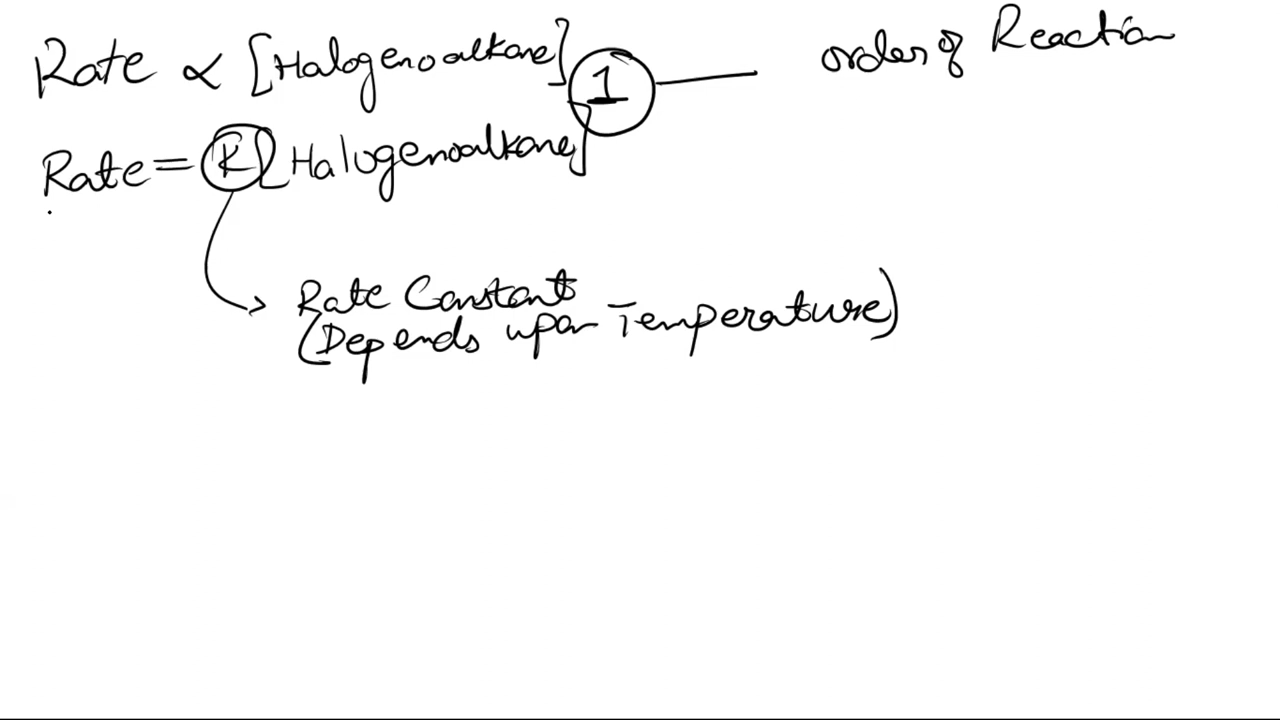 Rate ∝ [Halogenoalkane]¹ — order of Reaction
Rate = K[Halogenoalkane]
Rate Constant
(Depends upon Temperature)